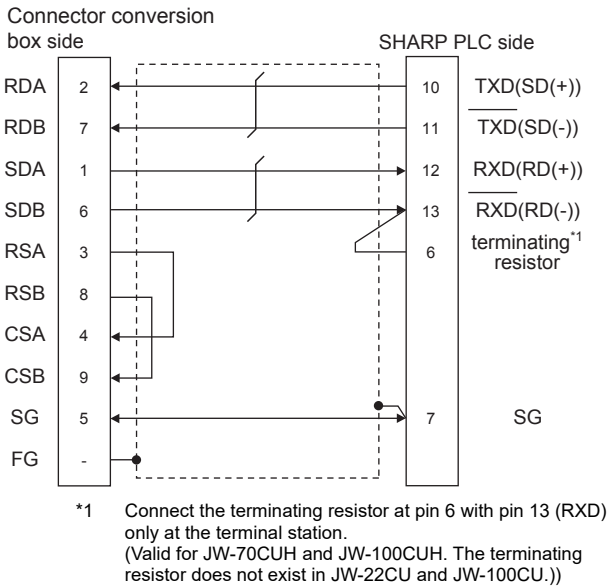 Connector conversion
box side
SHARP PLC side
RDA 2 10 TXD(SD(+))
RDB 7 11 TXD(SD(-))
SDA 1 12 RXD(RD(+))
SDB 6 13 RXD(RD(-))
RSA 3 6 terminating*1
resistor
RSB 8
CSA 4
CSB 9
SG 5 7 SG
FG -
*1 Connect the terminating resistor at pin 6 with pin 13 (RXD)
only at the terminal station.
(Valid for JW-70CUH and JW-100CUH. The terminating
resistor does not exist in JW-22CU and JW-100CU.))